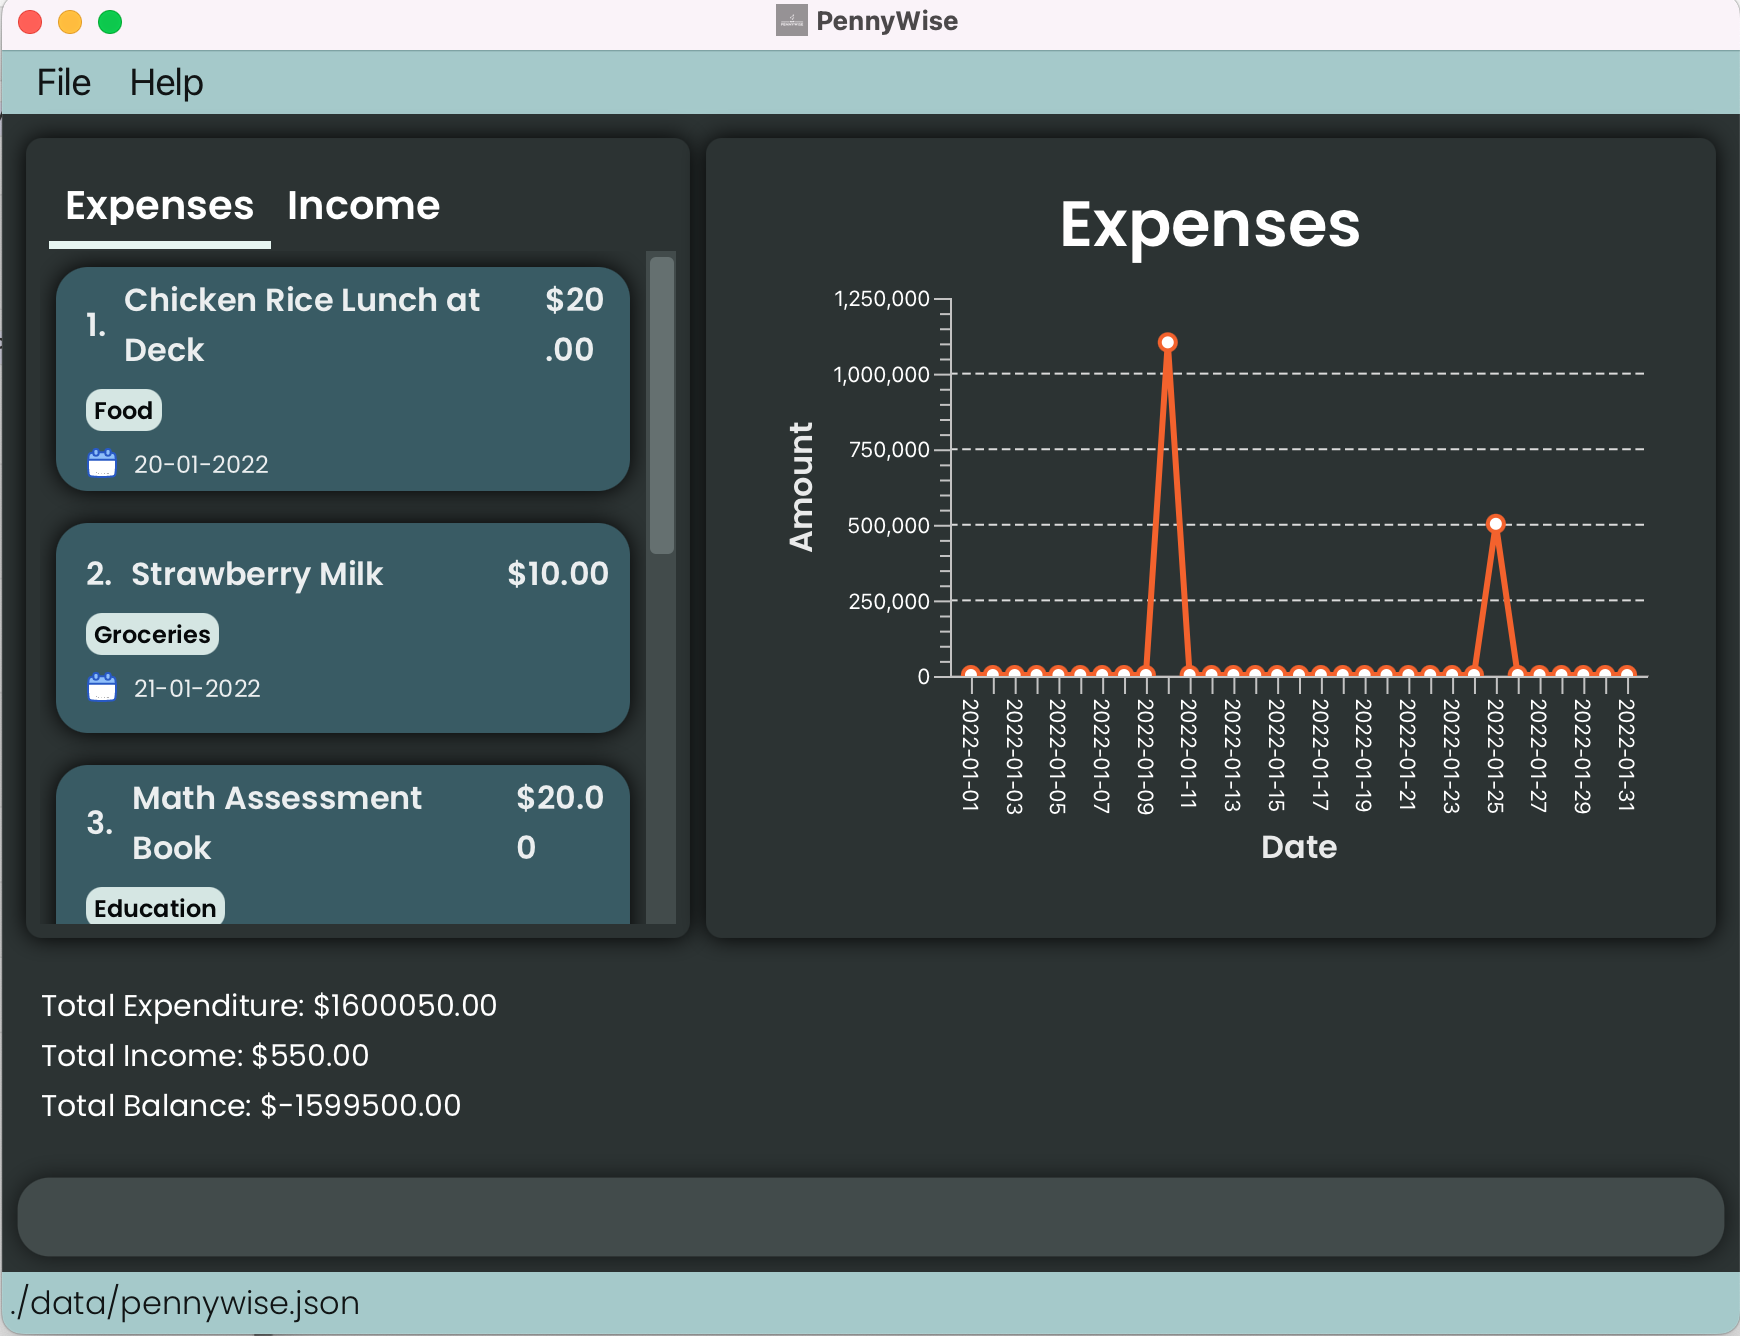 PennyWise
File Help
Expenses Income
1. Chicken Rice Lunch at
Deck
$20
.00
Food
20-01-2022
2. Strawberry Milk $10.00
Groceries
21-01-2022
3. Math Assessment
Book
$20.0
0
Education
Expenses
Amount
1,250,000
1,000,000
750,000
500,000
250,000
0
2022-01-01
2022-01-03
2022-01-05
2022-01-07
2022-01-09
2022-01-11
2022-01-13
2022-01-15
2022-01-17
2022-01-19
2022-01-21
2022-01-23
2022-01-25
2022-01-27
2022-01-29
2022-01-31
Date
Total Expenditure: $1600050.00
Total Income: $550.00
Total Balance: $-1599500.00
./data/pennywise.json